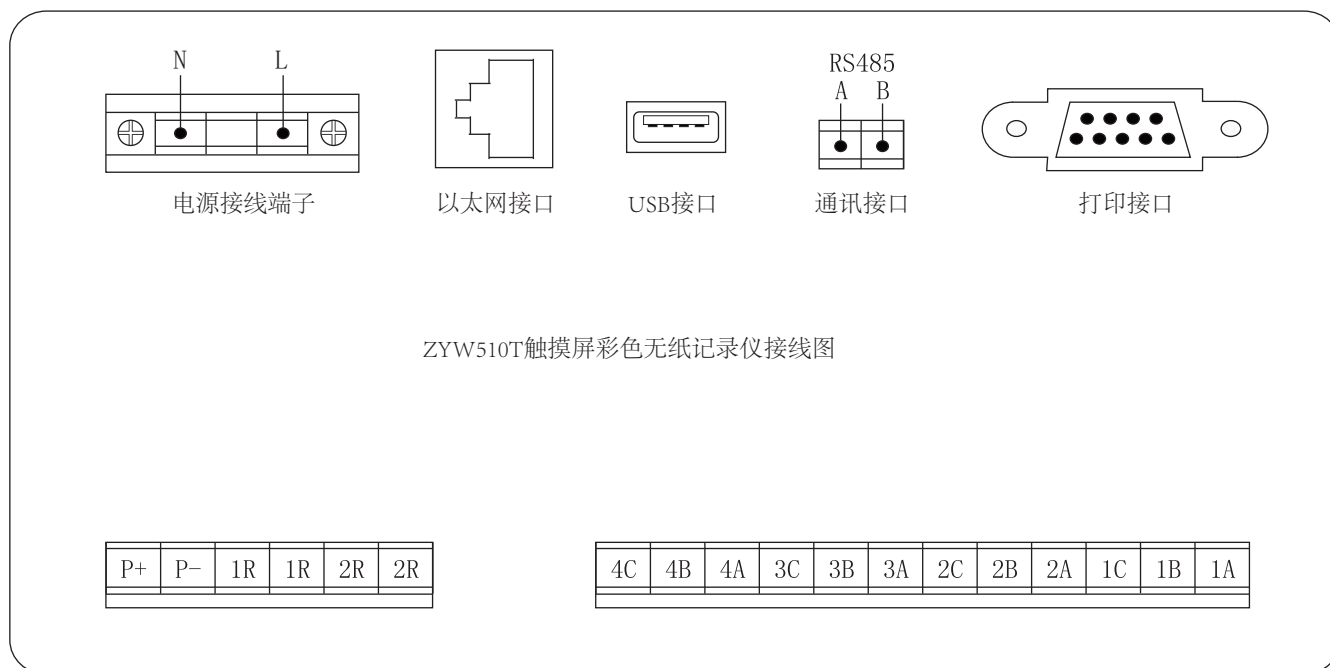 N L
RS485
A B
电源接线端子 以太网接口 USB接口 通讯接口 打印接口
ZYW510T触摸屏彩色无纸记录仪接线图
P+ P- 1R 1R 2R 2R 4C 4B 4A 3C 3B 3A 2C 2B 2A 1C 1B 1A